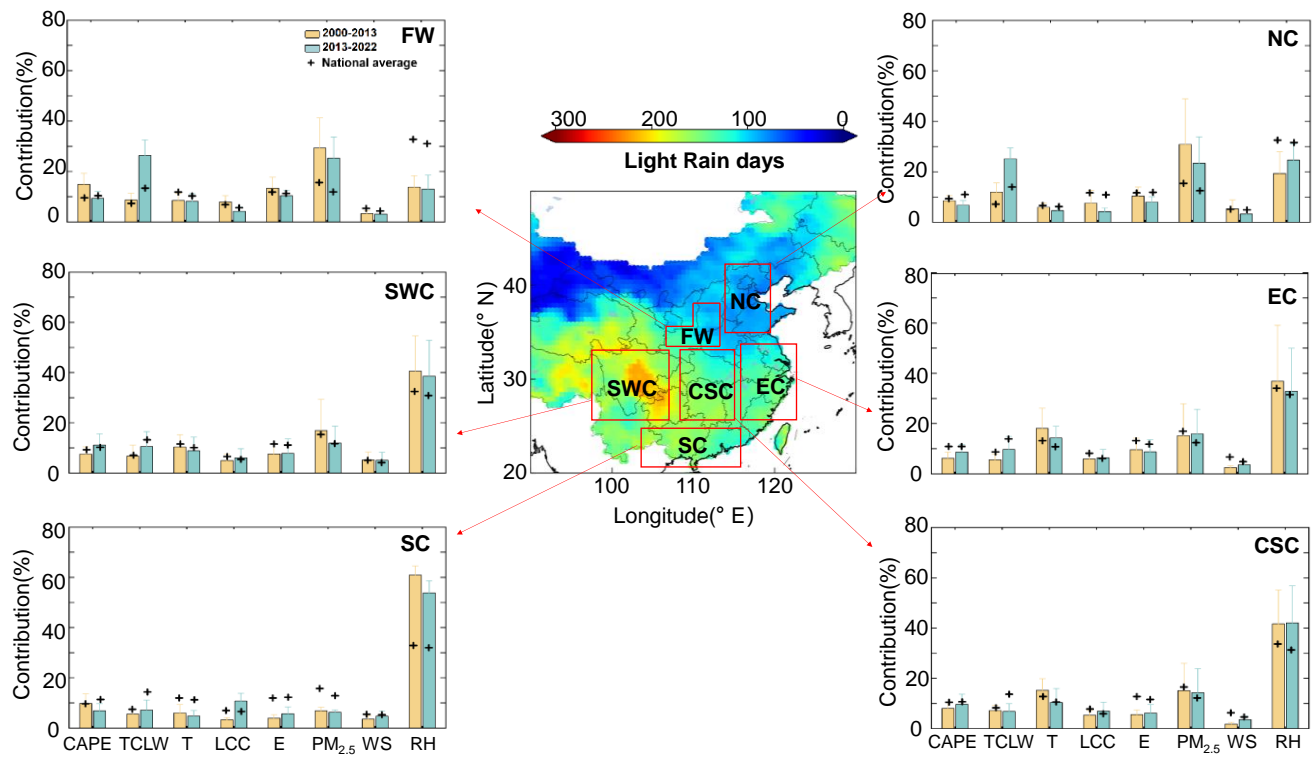 80
60
40
20
0
Contribution(%)
FW
2000-2013
2013-2022
National average
80
60
40
20
0
Contribution(%)
SWC
80
60
40
20
0
Contribution(%)
SC
CAPE TCLW T LCC E PM2.5 WS RH
300 200 100 0
Light Rain days
Latitude(° N)
40
30
20
NC
FW
SWC
CSC
EC
SC
100 110 120
Longitude(° E)
80
60
40
20
0
Contribution(%)
NC
80
60
40
20
0
Contribution(%)
EC
80
60
40
20
0
Contribution(%)
CSC
CAPE TCLW T LCC E PM2.5 WS RH